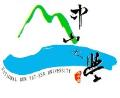 中山大學
NATIONAL SUN YAT-SEN UNIVERSITY